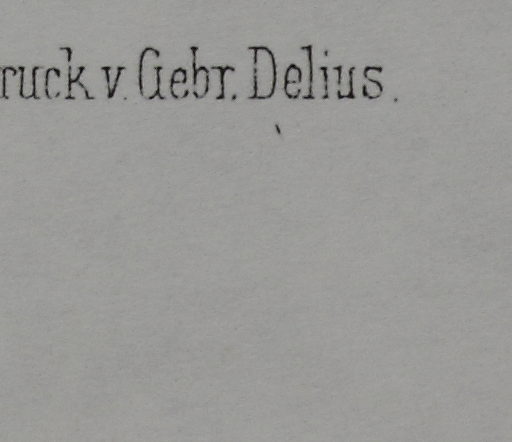 ruck v. Gebr. Delius.